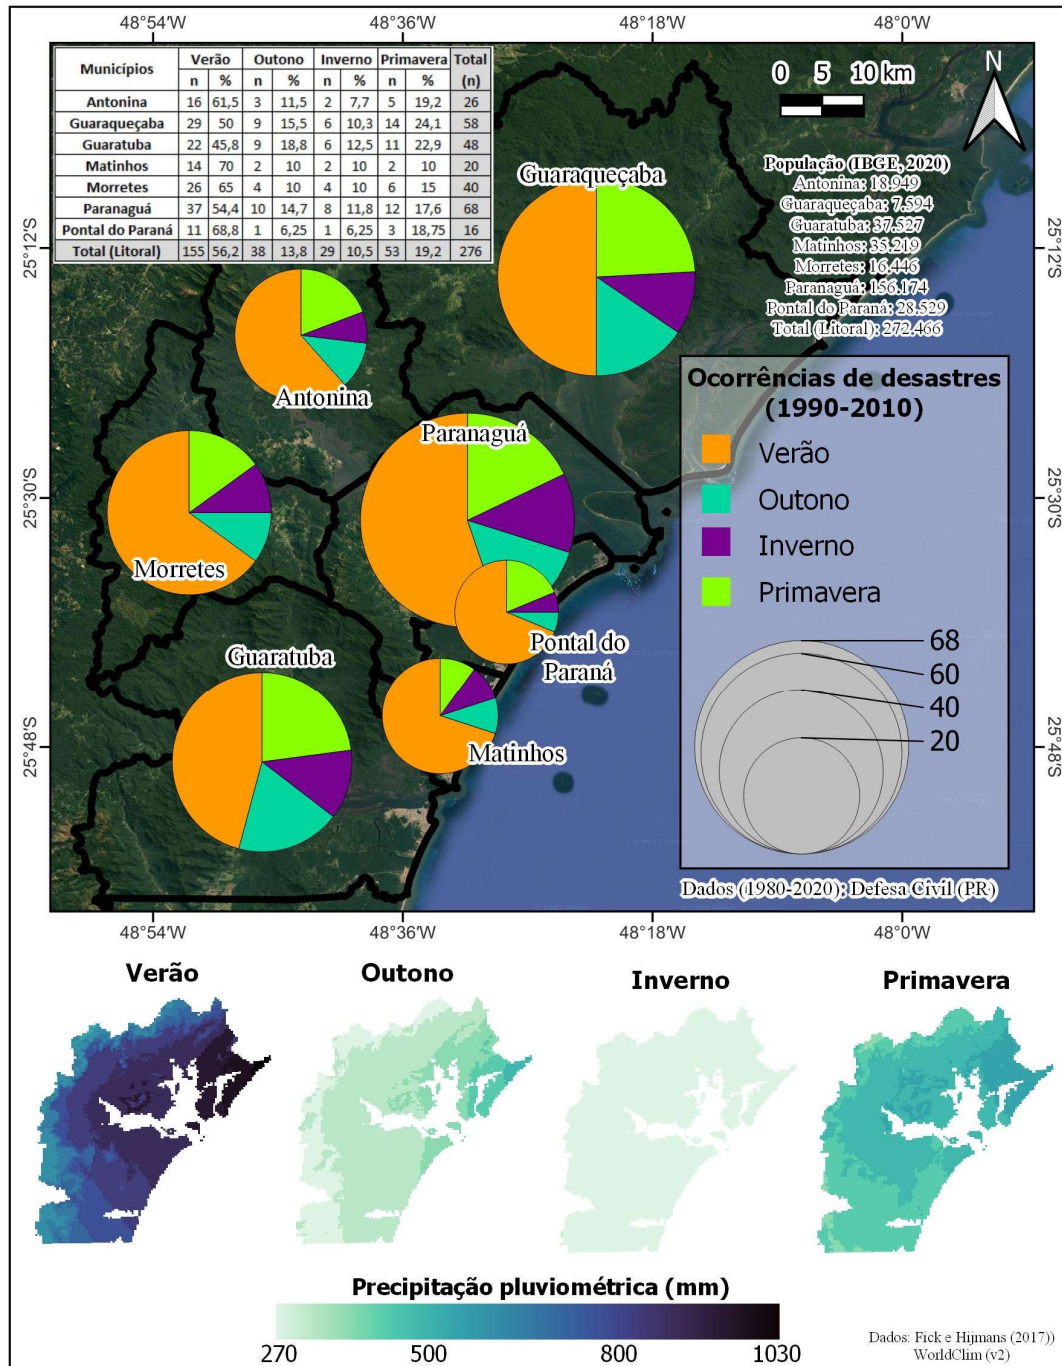 48°54'W 48°36'W 48°18'W 48°0'W
Municípios Verão Outono Inverno Primavera Total
n % n % n % n % (n)
Antonina 16 61,5 3 11,5 2 7,7 5 19,2 26
Guaraqueçaba 29 50 9 15,5 6 10,3 14 24,1 58
Guaratuba 22 45,8 9 18,8 6 12,5 11 22,9 48
Matinhos 14 70 2 10 2 10 2 10 20
Morretes 26 65 4 10 4 10 6 15 40
Paranaguá 37 54,4 10 14,7 8 11,8 12 17,6 68
Pontal do Paraná 11 68,8 1 6,25 1 6,25 3 18,75 16
Total (Litoral) 155 56,2 38 13,8 29 10,5 53 19,2 276
0 5 10 km
N
População (IBGE, 2020)
Antonina: 18.949
Guaraqueçaba: 7.594
Guaratuba: 37.527
Matinhos: 35.219
Morretes: 16.446
Paranaguá: 156.174
Pontal do Paraná: 28.529
Total (Litoral): 272.466
25°12'S
25°12'S
Guaraqueçaba
Antonina
Paranaguá
Morretes
Pontal do
Paraná
Guaratuba
Matinhos
25°30'S
25°30'S
25°48'S
25°48'S
Ocorrências de desastres
(1990-2010)
Verão
Outono
Inverno
Primavera
68
60
40
20
Dados (1980-2020): Defesa Civil (PR)
48°54'W 48°36'W 48°18'W 48°0'W
Verão Outono Inverno Primavera
Precipitação pluviométrica (mm)
270 500 800 1030
Dados: Fick e Hijmans (2017))
WorldClim (v2)